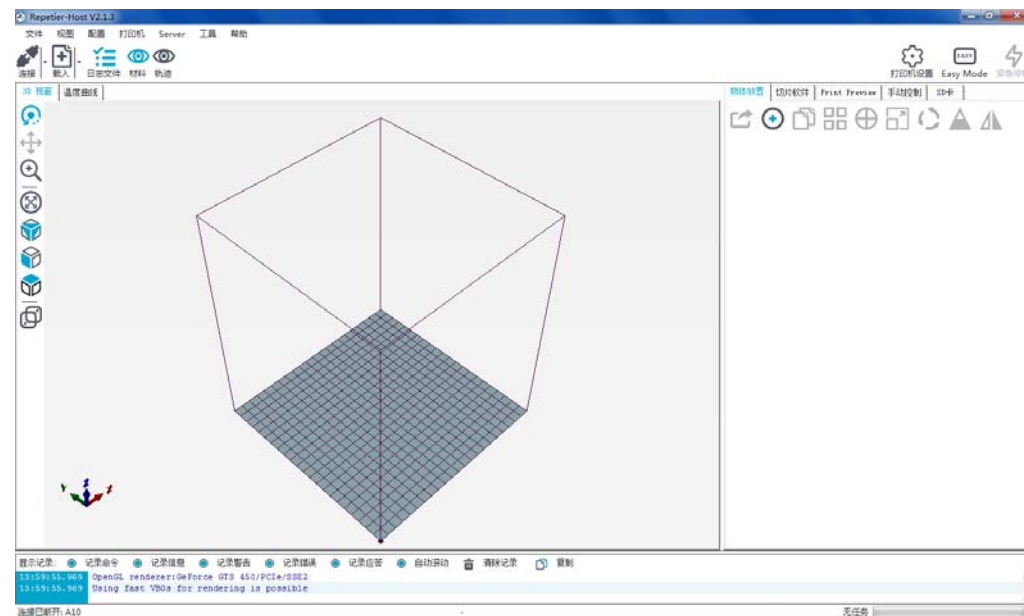 Repetier-Host V2.1.3
文件 视图 配置 打印机 Server 工具 帮助
连接 载入 日志文件 材料 轨迹 打印机设置 EASY Easy Mode 紧急停机
3D 视窗 温度曲线 物体放置 切片软件 Print Preview 手动控制 SD卡
Y Z X
显示记录: 记录命令 记录信息 记录警告 记录错误 记录应答 自动滚动 清除记录 复制
13:59:55.969 OpenGL renderer:GeForce GTS 450/PCIe/SSE2
13:59:55.969 Using fast VBOs for rendering is possible
连接已断开: A10 - 无任务